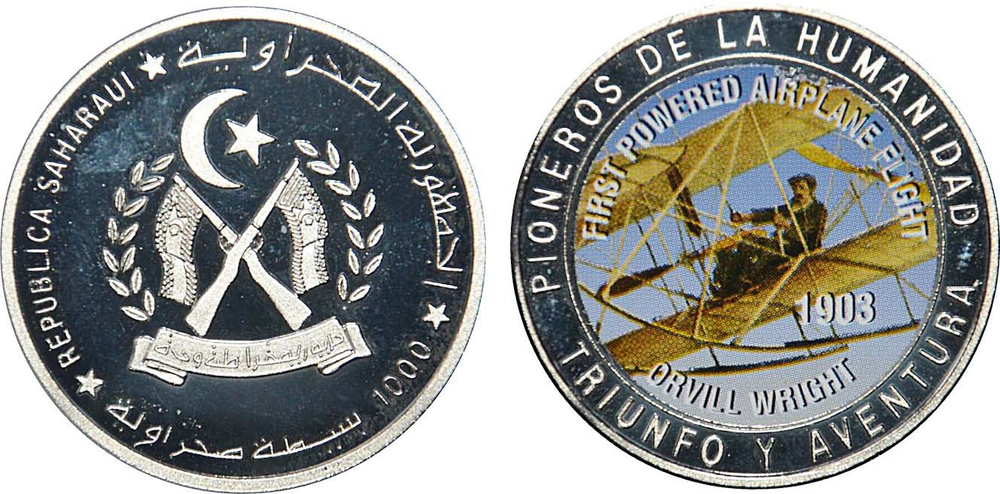 REPUBLICA SAHARAUI
الجمهورية الصحراوية
1000 بسيطة صحراوية
PIONEROS DE LA HUMANIDAD
FIRST POWERED AIRPLANE FLIGHT
1903
ORVILL WRIGHT
TRIUNFO Y AVENTURA